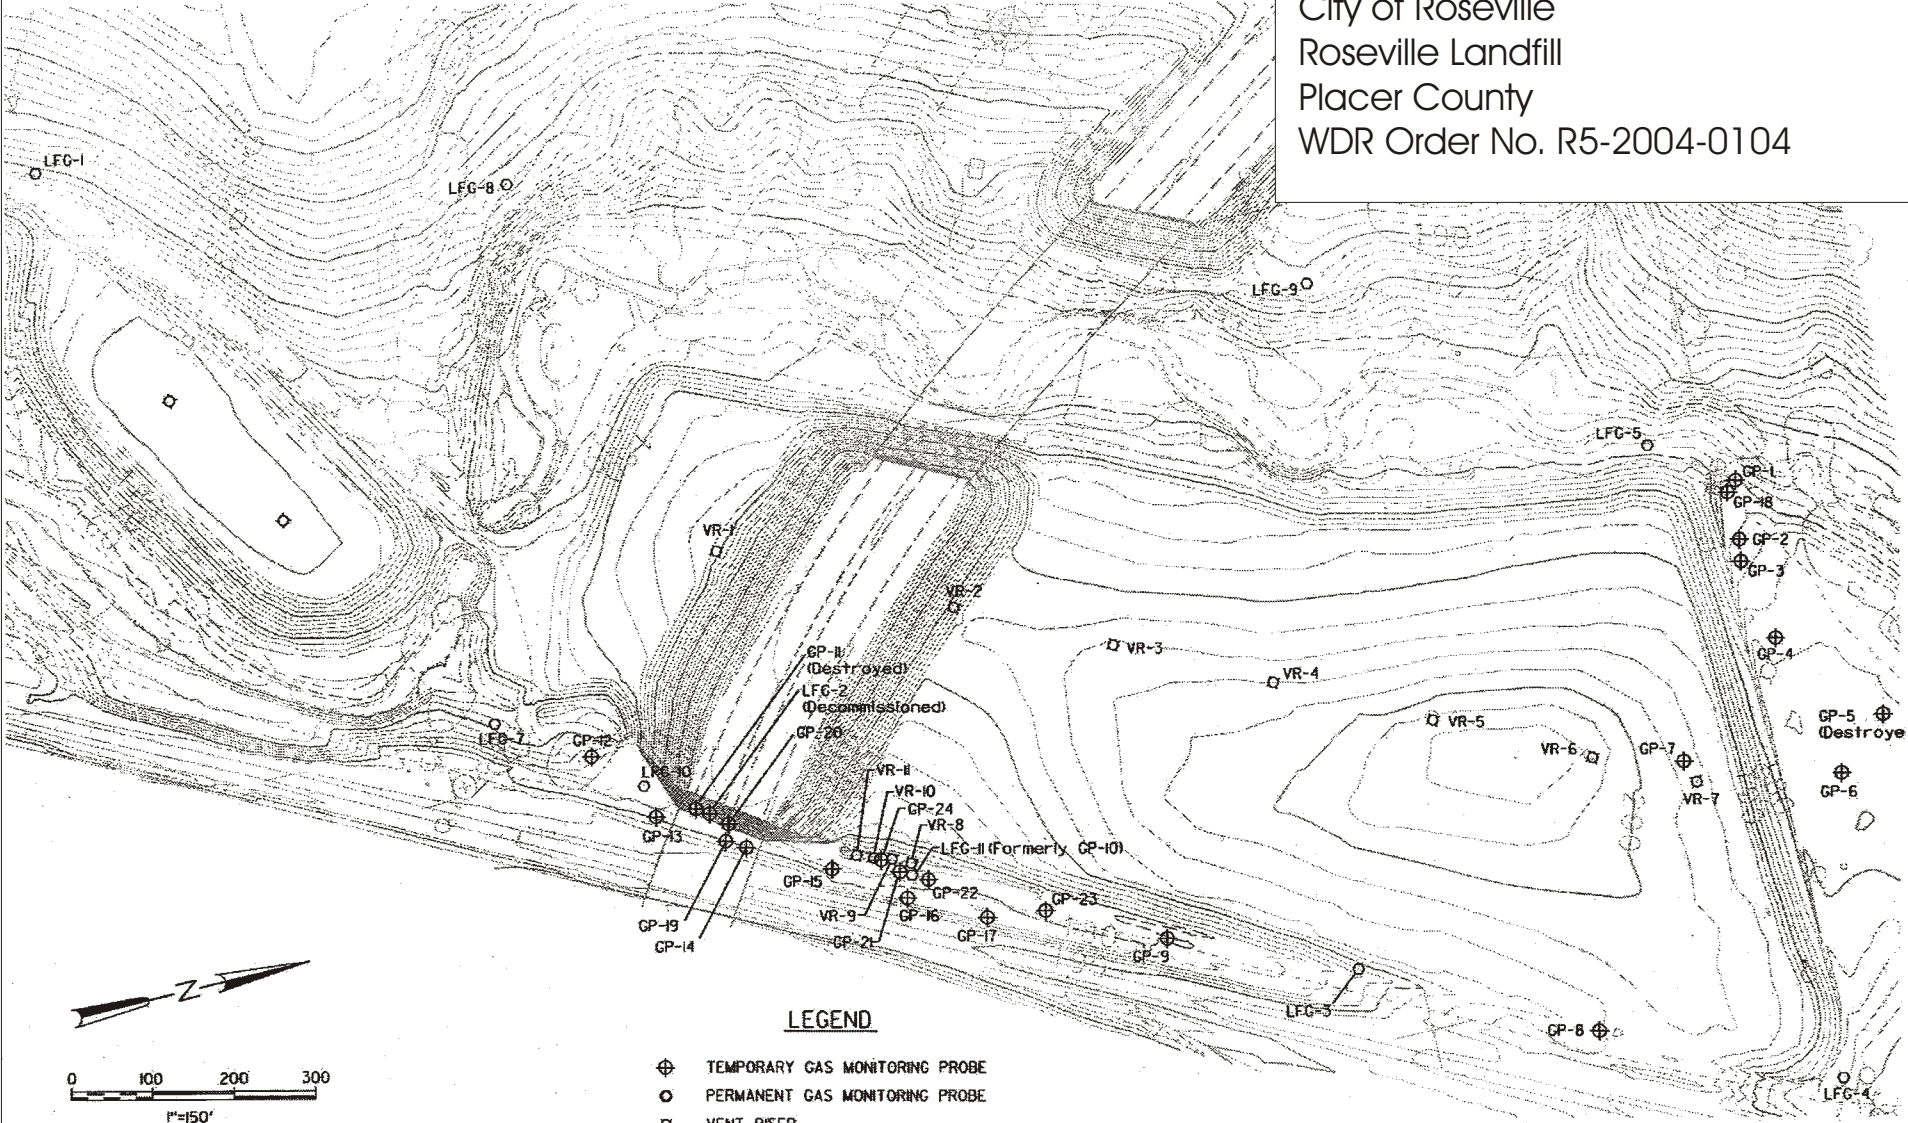 City of Roseville
Roseville Landfill
Placer County
WDR Order No. R5-2004-0104
LFG-1
LFG-8
LFG-9
LFG-5
GP-1
GP-18
GP-2
GP-3
GP-4
GP-5
(Destroye
GP-6
VR-1
VR-2
VR-3
VR-4
VR-5
VR-6
GP-7
VR-7
GP-11
(Destroyed)
LFG-2
(Decommissioned)
GP-20
LFG-7
GP-12
LFG-10
GP-13
VR-11
VR-10
GP-24
VR-8
LFG-11 (Formerly GP-10)
GP-15
GP-22
VR-9
GP-16
GP-23
GP-19
GP-14
GP-21
GP-17
GP-9
LFG-3
GP-8
LFG-4
Z
0 100 200 300
1"=150'
LEGEND
TEMPORARY GAS MONITORING PROBE
PERMANENT GAS MONITORING PROBE
VENT RISER